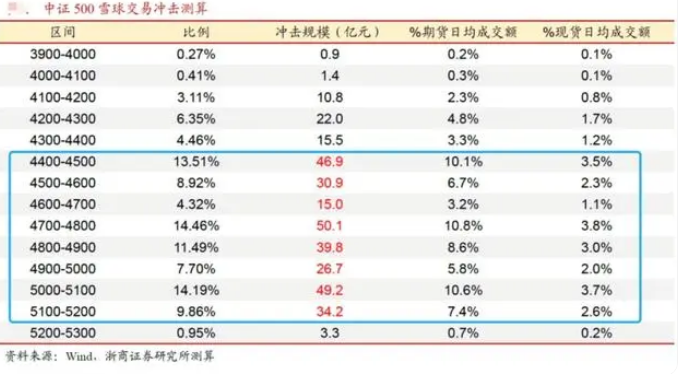 中证 500 雪球交易冲击测算
区间 比例 冲击规模（亿元） %期货日均成交额 %现货日均成交额
3900-4000 0.27% 0.9 0.2% 0.1%
4000-4100 0.41% 1.4 0.3% 0.1%
4100-4200 3.11% 10.8 2.3% 0.8%
4200-4300 6.35% 22.0 4.8% 1.7%
4300-4400 4.46% 15.5 3.3% 1.2%
4400-4500 13.51% 46.9 10.1% 3.5%
4500-4600 8.92% 30.9 6.7% 2.3%
4600-4700 4.32% 15.0 3.2% 1.1%
4700-4800 14.46% 50.1 10.8% 3.8%
4800-4900 11.49% 39.8 8.6% 3.0%
4900-5000 7.70% 26.7 5.8% 2.0%
5000-5100 14.19% 49.2 10.6% 3.7%
5100-5200 9.86% 34.2 7.4% 2.6%
5200-5300 0.95% 3.3 0.7% 0.2%
资料来源：Wind，浙商证券研究所测算